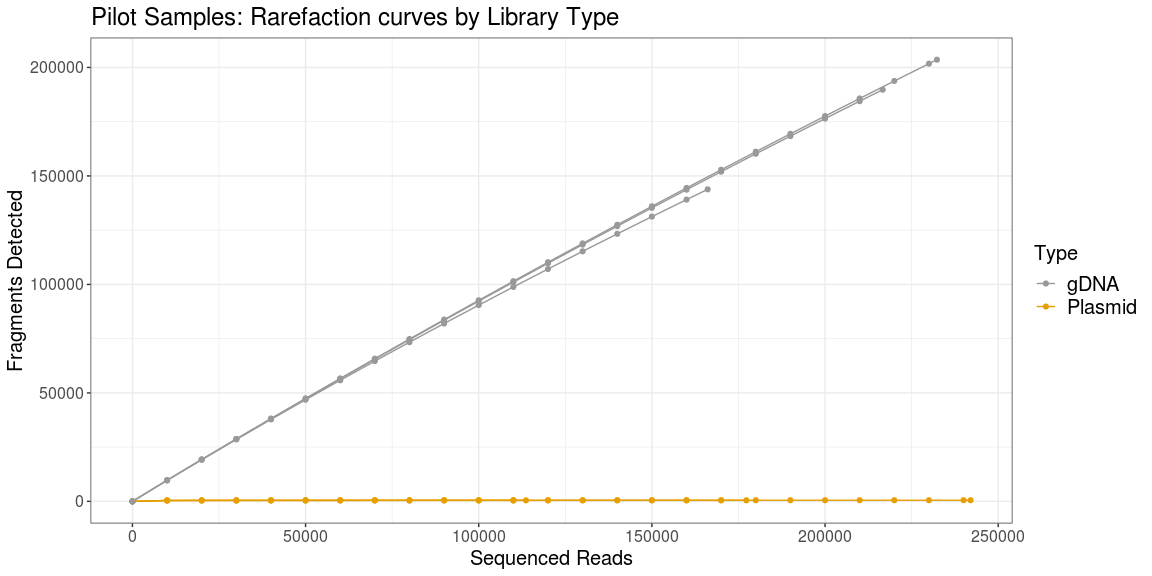 Pilot Samples: Rarefaction curves by Library Type
Fragments Detected
200000
150000
100000
50000
0
0 50000 100000 150000 200000 250000
Sequenced Reads
Type
gDNA
Plasmid